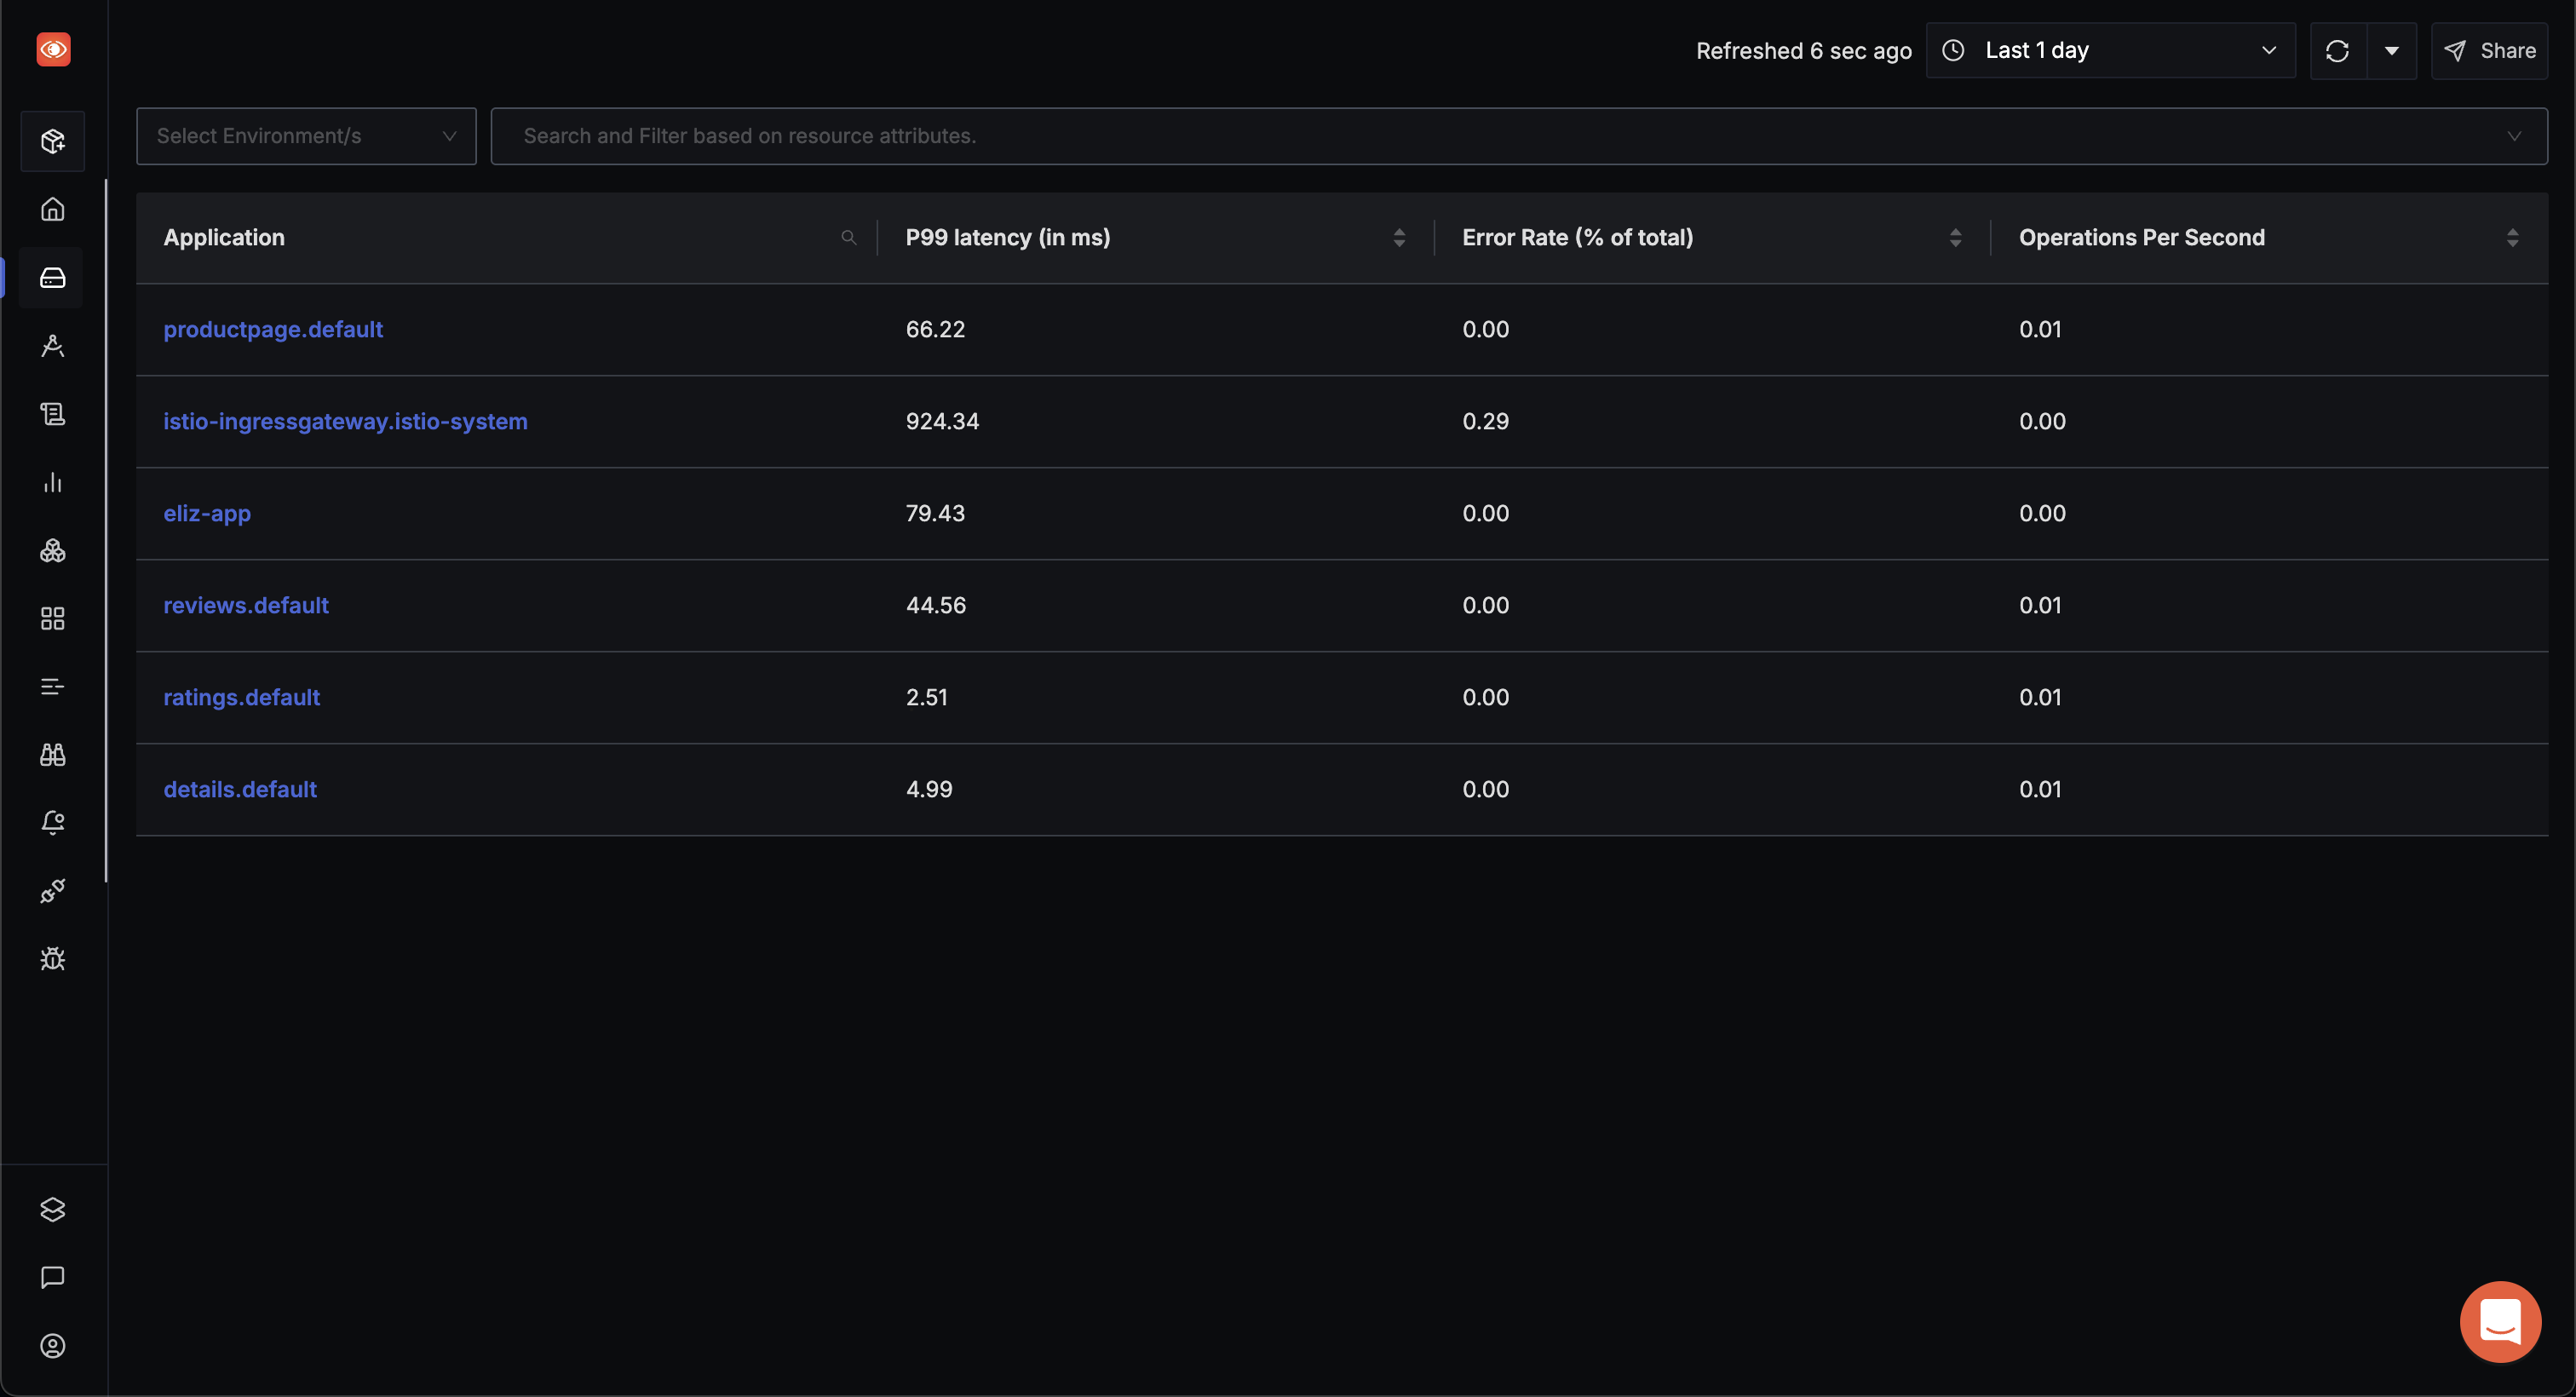 Refreshed 6 sec ago Last 1 day Share
Select Environment/s Search and Filter based on resource attributes.
Application P99 latency (in ms) Error Rate (% of total) Operations Per Second
productpage.default 66.22 0.00 0.01
istio-ingressgateway.istio-system 924.34 0.29 0.00
eliz-app 79.43 0.00 0.00
reviews.default 44.56 0.00 0.01
ratings.default 2.51 0.00 0.01
details.default 4.99 0.00 0.01